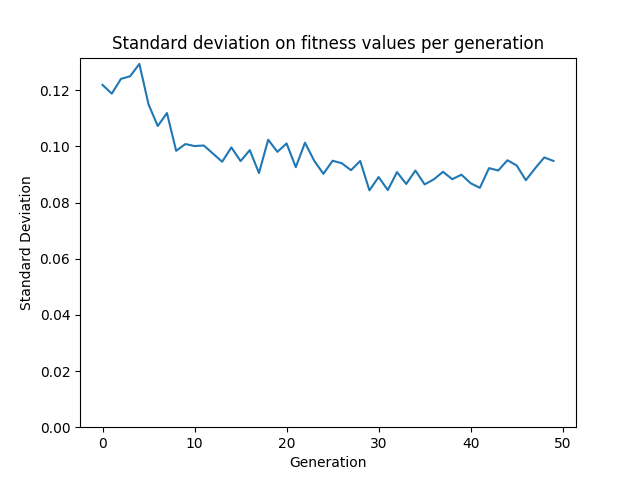 Standard deviation on fitness values per generation
0.12
0.10
0.08
0.06
0.04
0.02
0.00
Standard Deviation
0 10 20 30 40 50
Generation